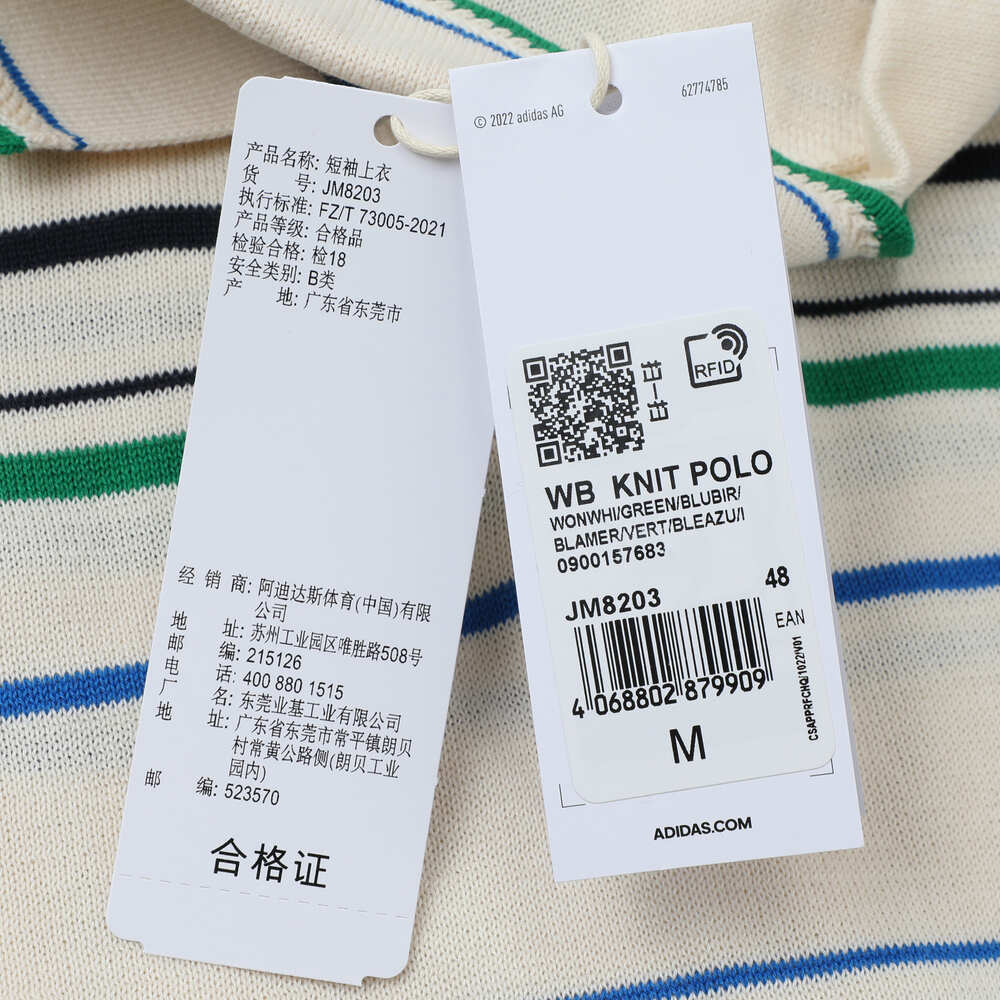 产品名称: 短袖上衣
货 号: JM8203
执行标准: FZ/T 73005-2021
产品等级: 合格品
检验合格: 检18
安全类别: B类
产 地: 广东省东莞市
经 销 商: 阿迪达斯体育(中国)有限
公司
地 址: 苏州工业园区唯胜路508号
邮 编: 215126
电 话: 400 880 1515
厂 名: 东莞业基工业有限公司
地 址: 广东省东莞市常平镇朗贝
村常黄公路侧(朗贝工业
园内)
邮 编: 523570
合格证
© 2022 adidas AG
62774785
RFID
WB KNIT POLO
WONWHI/GREEN/BLUBIR/
BLAMER/VERT/BLEAZU/I
0900157683
JM8203
48
EAN
4 068802 879909
CSAPPRFCHQ/1022/V01
M
ADIDAS.COM